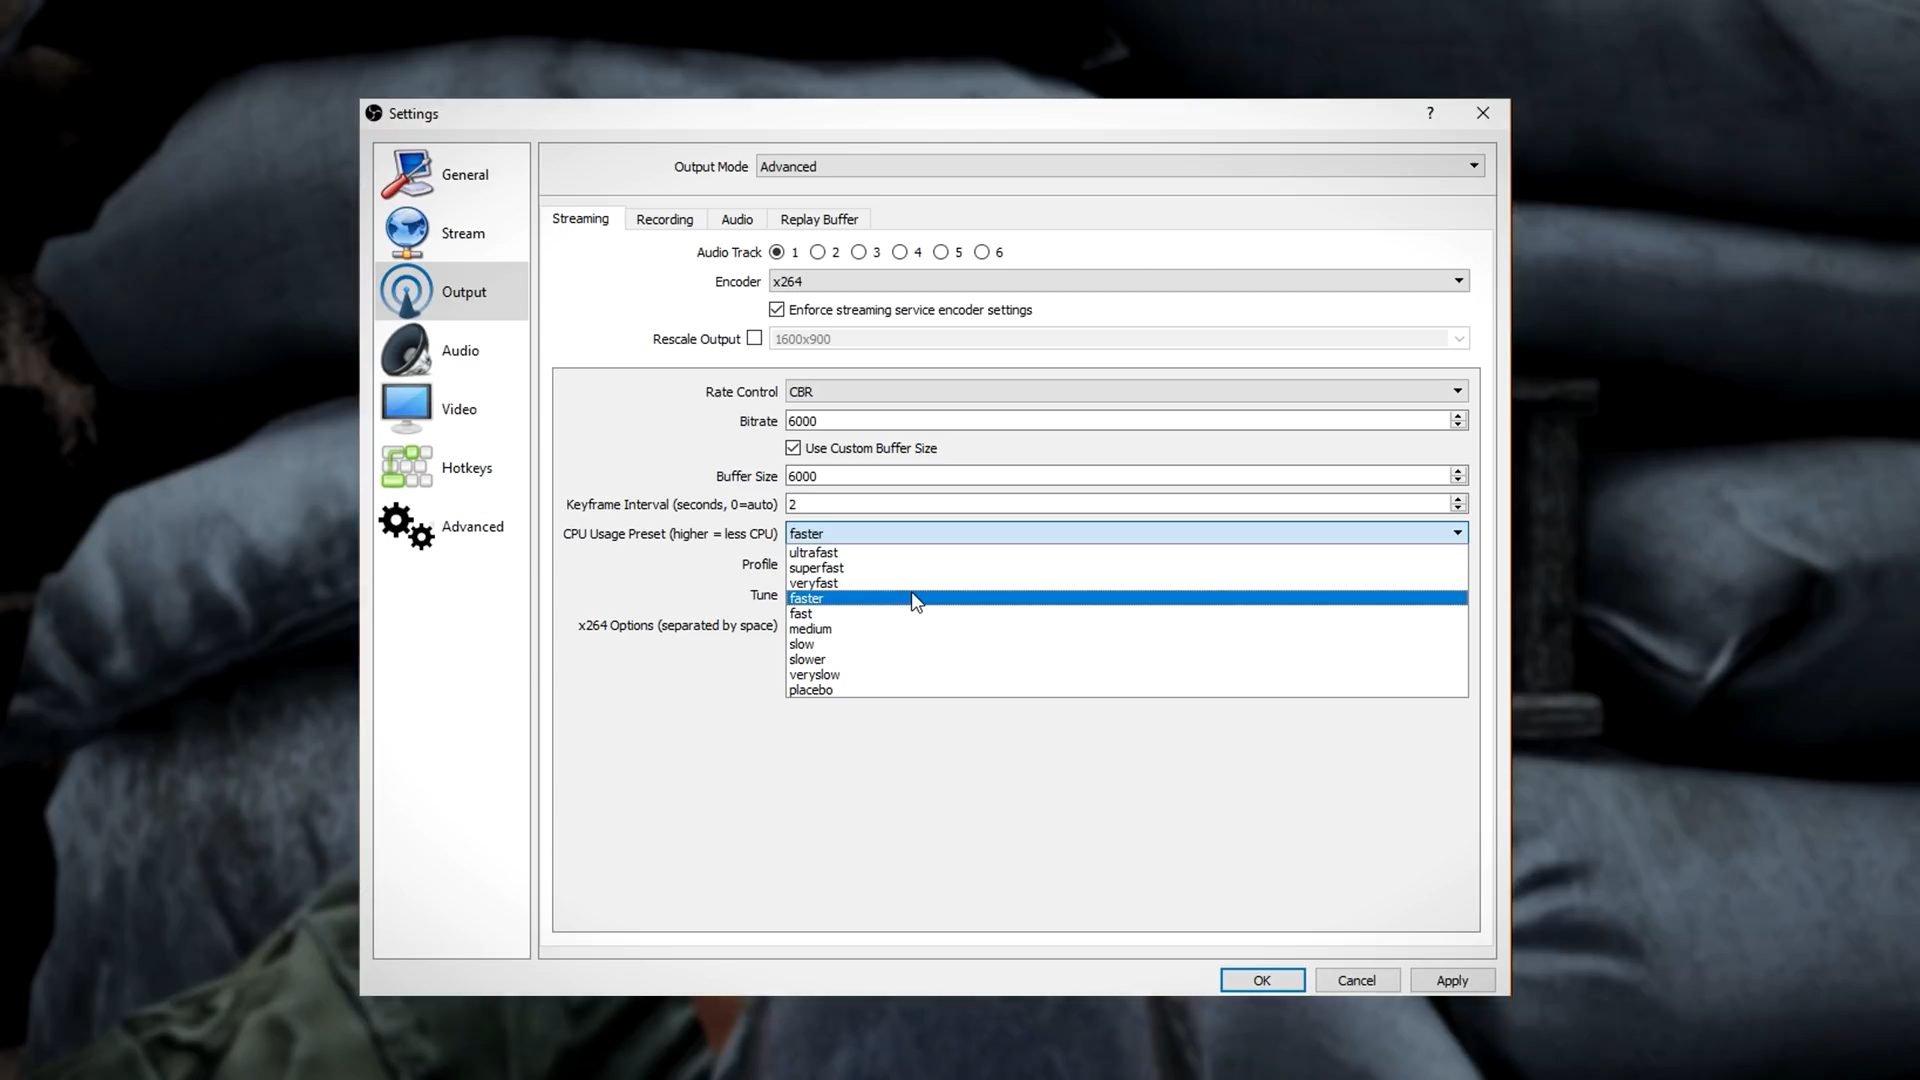 Settings
?
General
Stream
Output
Audio
Video
Hotkeys
Advanced
Output Mode Advanced
Streaming Recording Audio Replay Buffer
Audio Track 1 2 3 4 5 6
Encoder x264
Enforce streaming service encoder settings
Rescale Output 1600x900
Rate Control CBR
Bitrate 6000
Use Custom Buffer Size
Buffer Size 6000
Keyframe Interval (seconds, 0=auto) 2
CPU Usage Preset (higher = less CPU) faster
ultrafast
superfast
veryfast
faster
fast
medium
slow
slower
veryslow
placebo
Profile
Tune
x264 Options (separated by space)
OK Cancel Apply